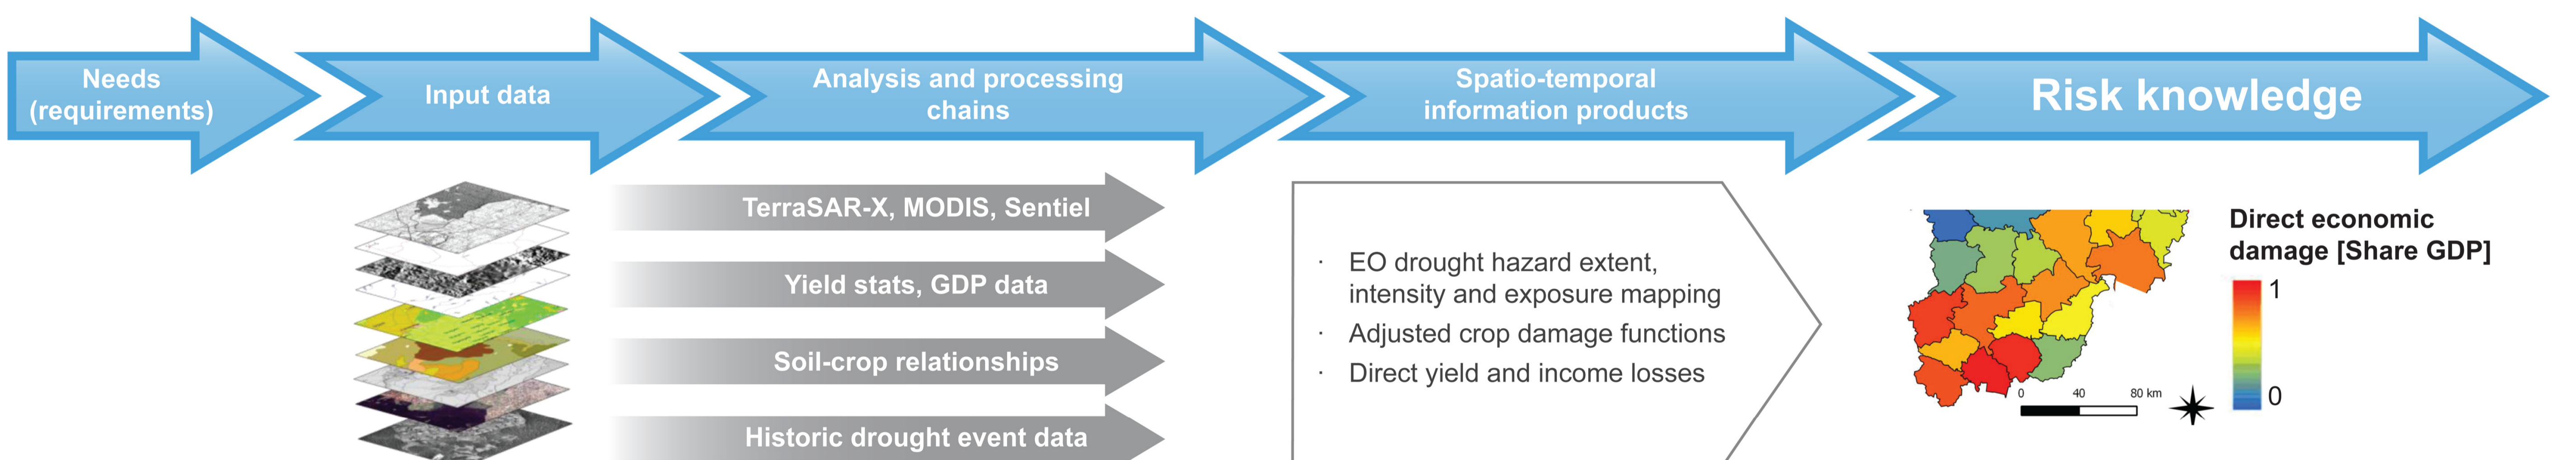 Needs
(requirements)
Input data
Analysis and processing
chains
Spatio-temporal
information products
Risk knowledge
TerraSAR-X, MODIS, Sentiel
Yield stats, GDP data
Soil-crop relationships
Historic drought event data
· EO drought hazard extent,
intensity and exposure mapping
· Adjusted crop damage functions
· Direct yield and income losses
Direct economic
damage [Share GDP]
1
0
0 40 80 km